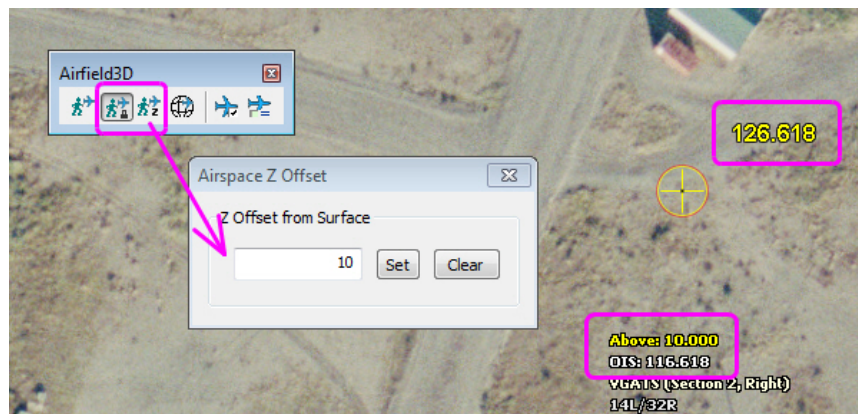 Airfield3D
126.618
Airspace Z Offset
Z Offset from Surface
10
Set
Clear
Above: 10.000
OIS: 116.618
VGATS (Section 2, Right)
14L/32R